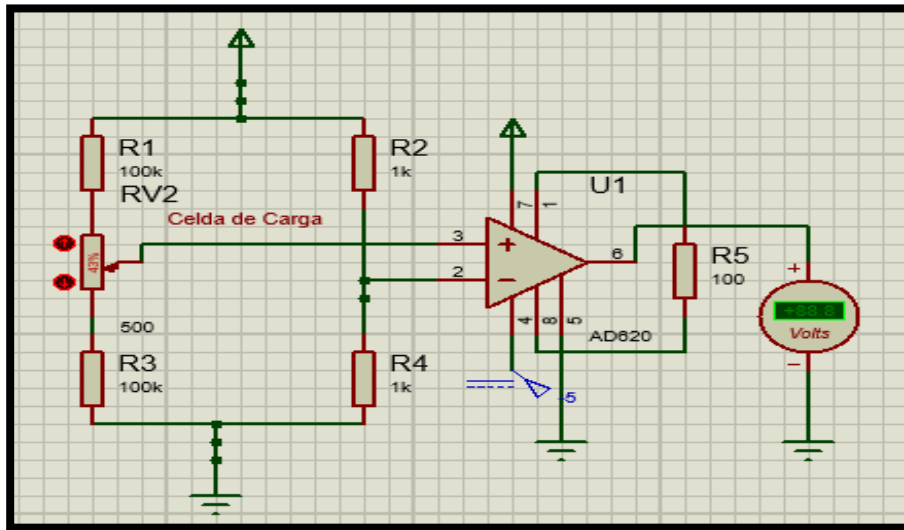 R1
100k
RV2
Celda de Carga
43%
500
R3
100k
R2
1k
R4
1k
U1
3
2
7
1
6
4
8
5
AD620
-5
R5
100
+
+88.8
Volts